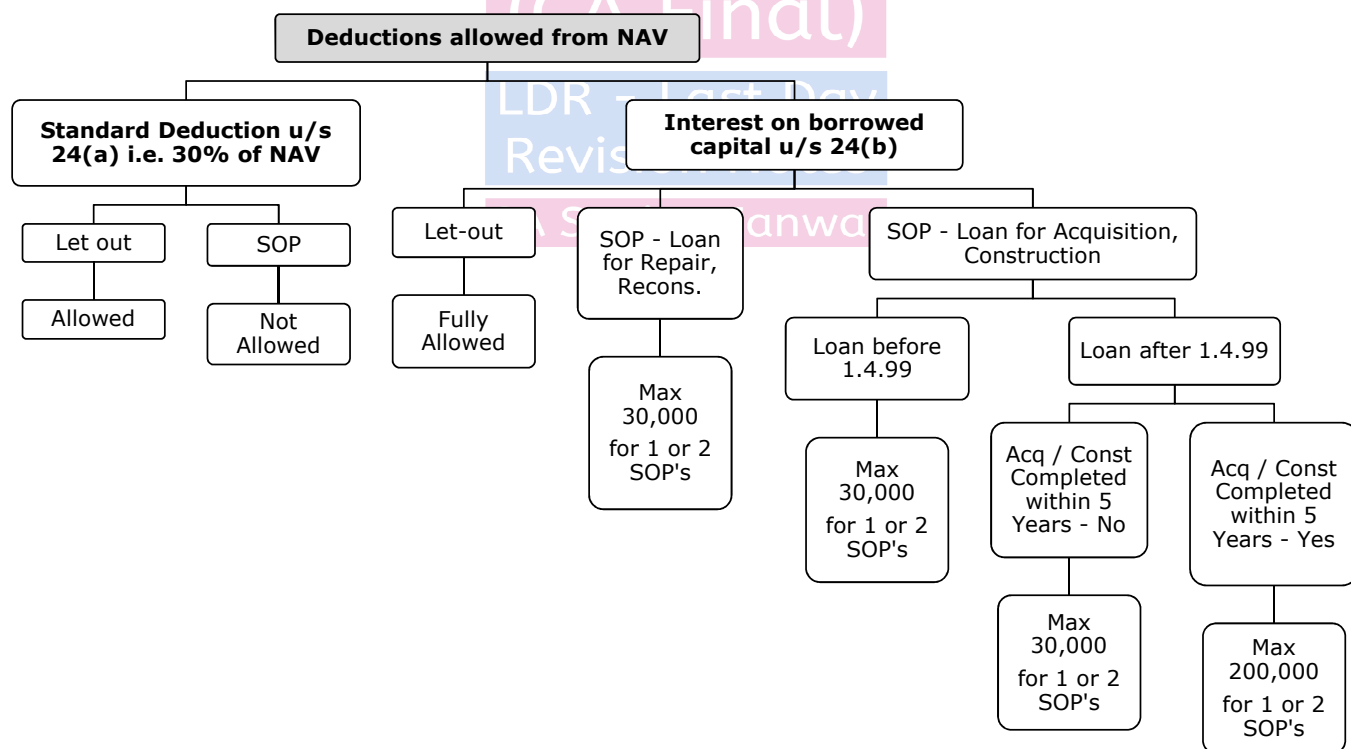 (CA Final)
Deductions allowed from NAV
LDR - Last Day
Standard Deduction u/s
24(a) i.e. 30% of NAV
Interest on borrowed
capital u/s 24(b)
Let out
SOP
Let-out
SOP - Loan
for Repair,
Recons.
SOP - Loan for Acquisition,
Construction
Allowed
Not
Allowed
Fully
Allowed
Loan before
1.4.99
Loan after 1.4.99
Max
30,000
for 1 or 2
SOP's
Max
30,000
for 1 or 2
SOP's
Acq / Const
Completed
within 5
Years - No
Acq / Const
Completed
within 5
Years - Yes
Max
30,000
for 1 or 2
SOP's
Max
200,000
for 1 or 2
SOP's